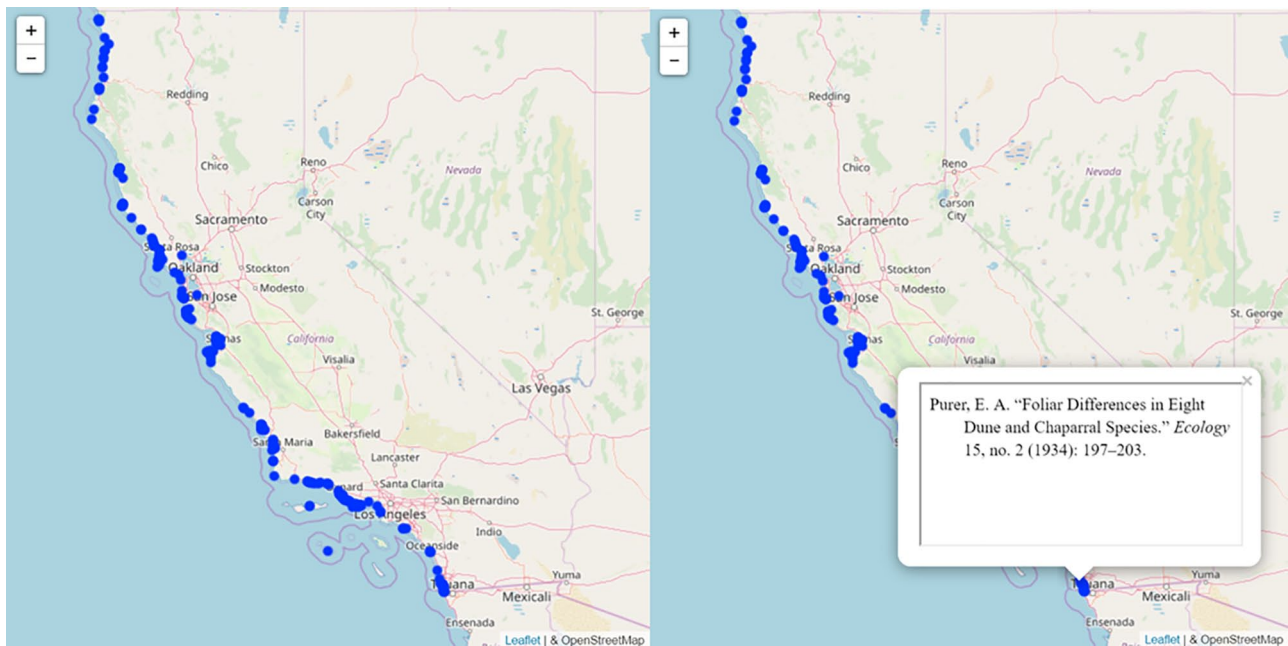 +
−
Redding
Chico
Reno
Nevada
Carson
City
Sacramento
Santa Rosa
Oakland
Stockton
Modesto
San Jose
St. George
California
Visalia
Las Vegas
Bakersfield
Santa Maria
Lancaster
Santa Clarita
San Bernardino
Los Angeles
Indio
Oceanside
Tijuana
Yuma
Mexicali
Ensenada
Leaflet | & OpenStreetMap
+
−
Redding
Chico
Reno
Nevada
Carson
City
Sacramento
Santa Rosa
Oakland
Stockton
Modesto
San Jose
St. George
California
Visalia
×
Purer, E. A. “Foliar Differences in Eight
Dune and Chaparral Species.” Ecology
15, no. 2 (1934): 197–203.
Yuma
Mexicali
Ensenada
Leaflet | & OpenStreetMap